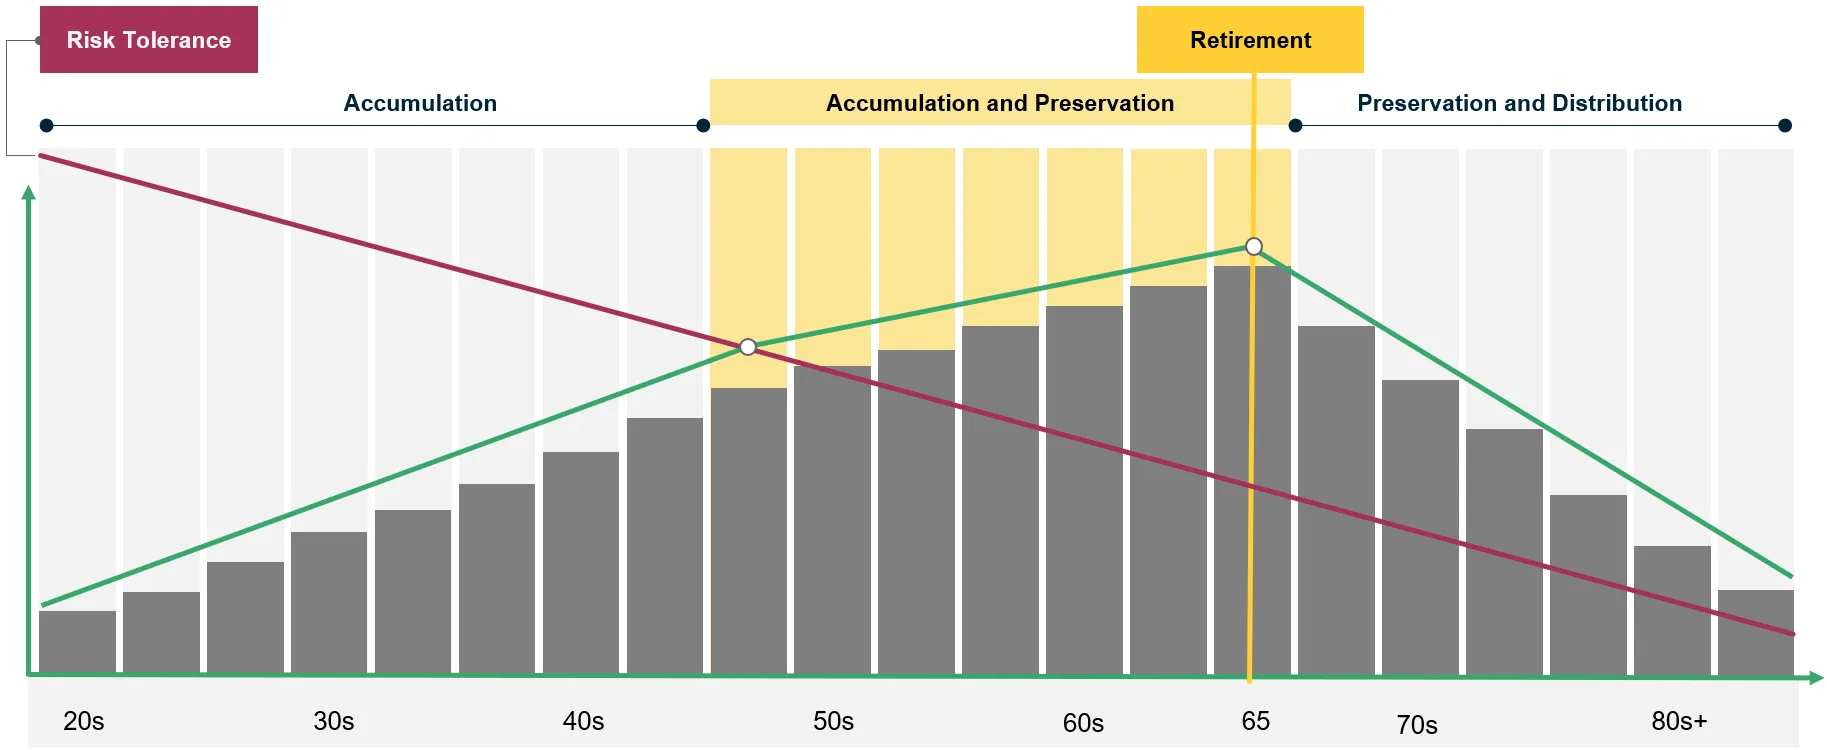 Risk Tolerance
Retirement
Accumulation
Accumulation and Preservation
Preservation and Distribution
20s
30s
40s
50s
60s
65
70s
80s+